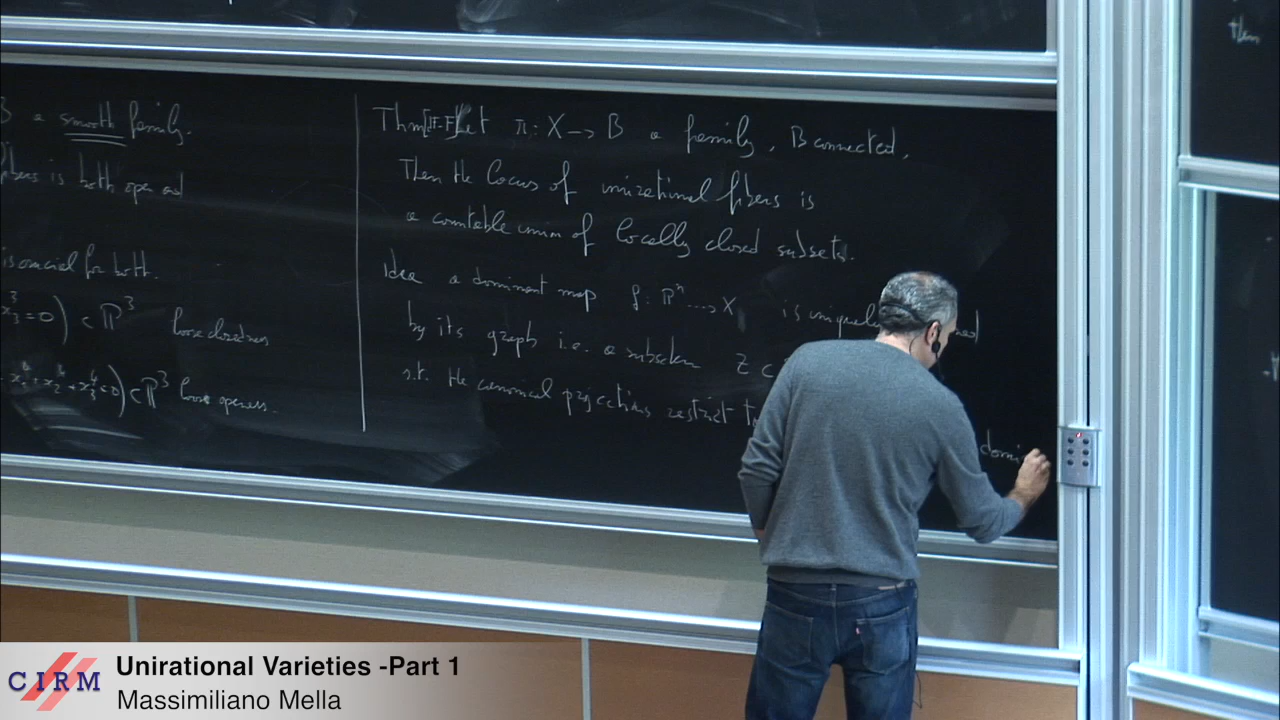 then
a smooth family.
fibers is both open and
is crucial for both.
x_3^3=0) ⊂ P^3 lose closedness
x_2^4+x_3^4=0) ⊂ P^3 lose openness.
Thm Let π: X → B a family, B connected.
Then the locus of unirational fibers is
a countable union of locally closed subsets.
Idea a dominant map f: P^n ⇢ X is uniquely
by its graph i.e. a subscheme Z ⊂
s.t. the canonical projections restrict to
domi
CIRM
Unirational Varieties -Part 1
Massimiliano Mella